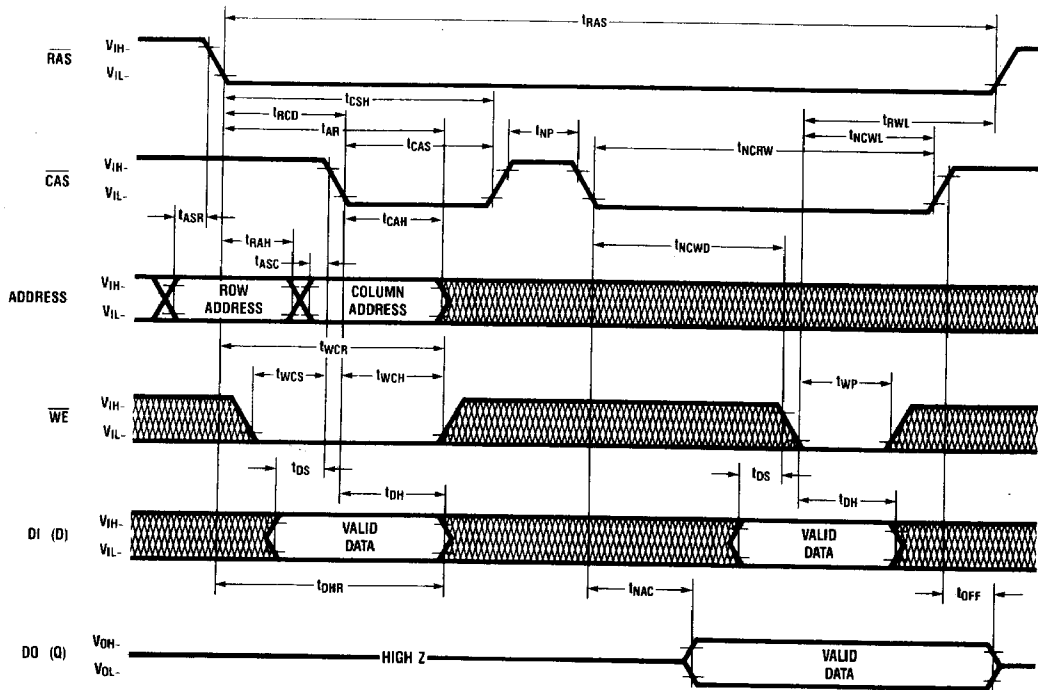 tRAS
RAS
VIH-
VIL-
tCSH
tRCD
tAR
tCAS
tNP
tRWL
tNCWL
tNCRW
CAS
VIH-
VIL-
tASR
tCAH
tRAH
tASC
tNCWD
ADDRESS
VIH-
VIL-
ROW ADDRESS
COLUMN ADDRESS
tWCR
tWCS
tWCH
tWP
WE
VIH-
VIL-
tDS
tDH
tDS
tDH
DI (D)
VIH-
VIL-
VALID DATA
VALID DATA
tDHR
tNAC
tOFF
DO (Q)
VOH-
VOL-
HIGH Z
VALID DATA